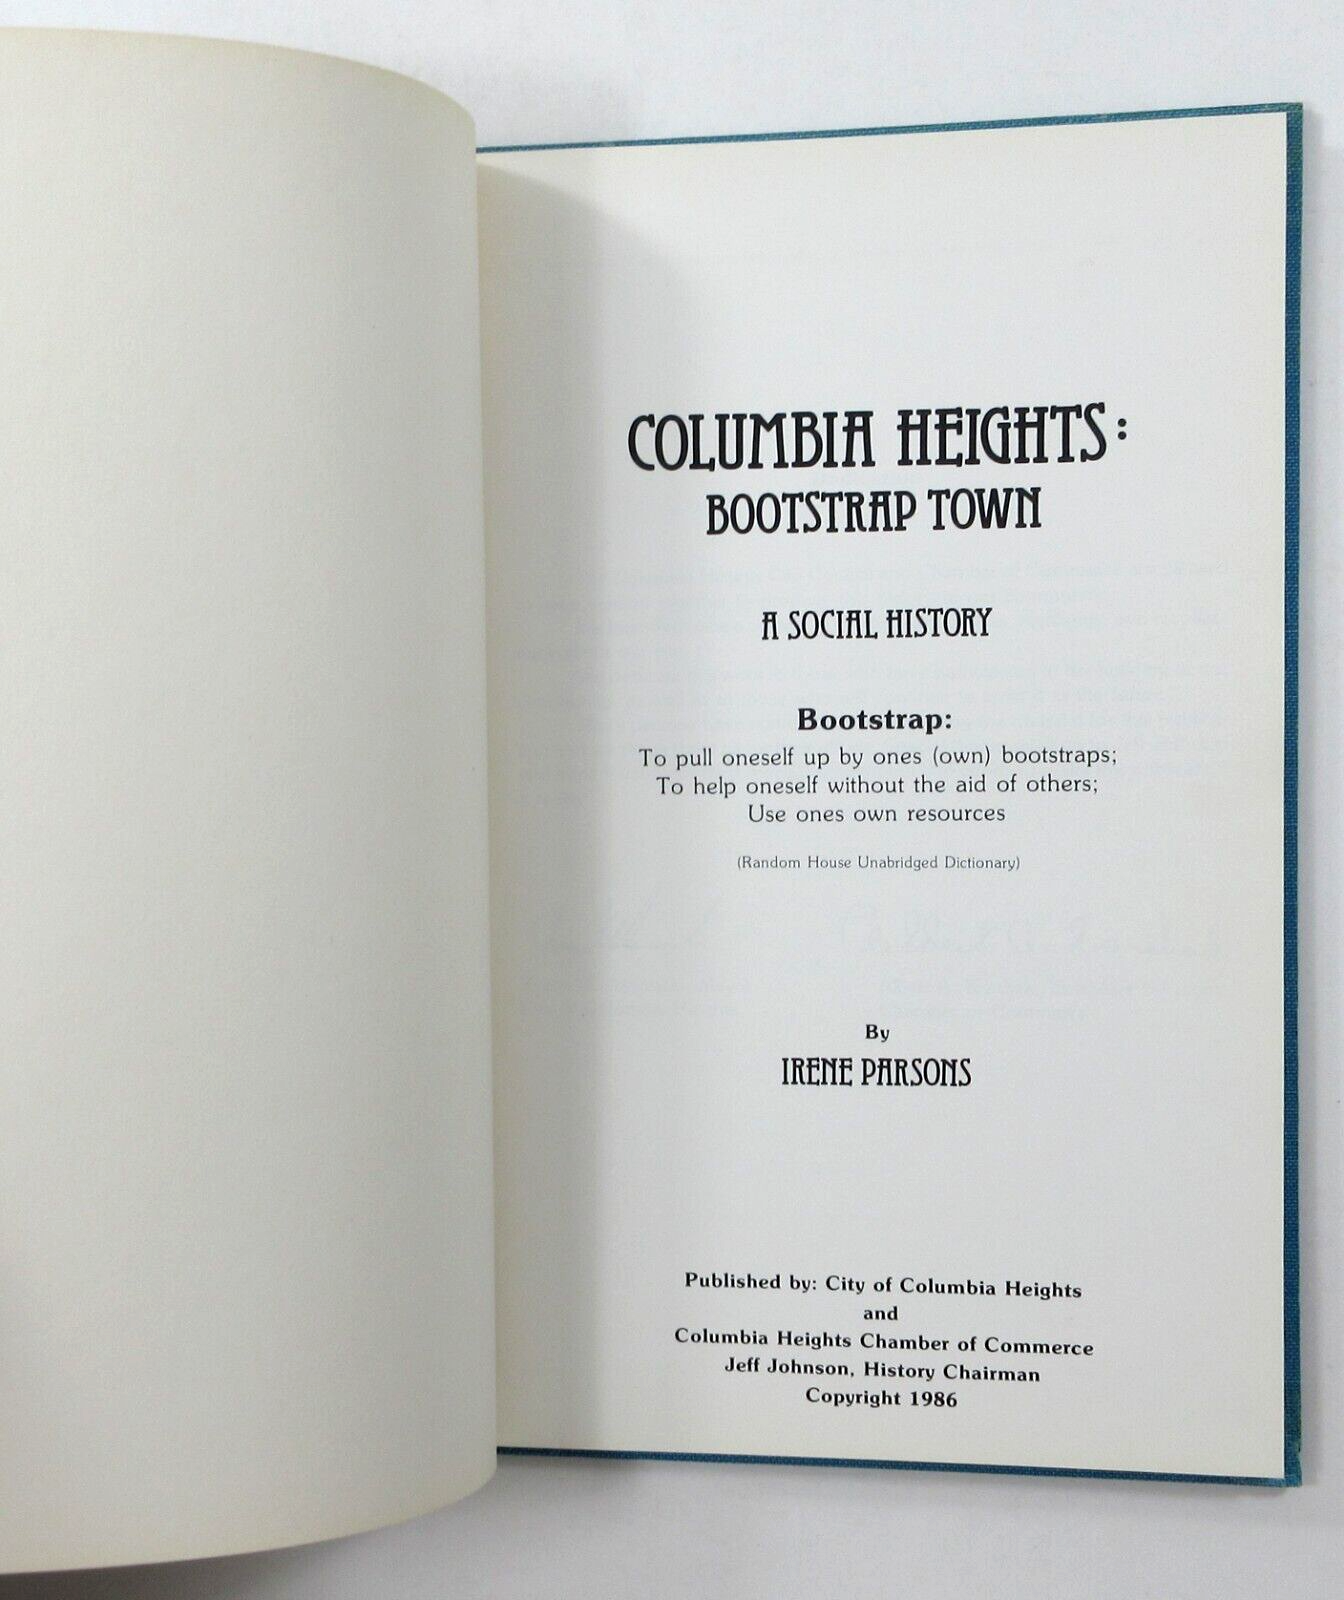 COLUMBIA HEIGHTS:
BOOTSTRAP TOWN
A SOCIAL HISTORY
Bootstrap:
To pull oneself up by ones (own) bootstraps;
To help oneself without the aid of others;
Use ones own resources
(Random House Unabridged Dictionary)
By
IRENE PARSONS
Published by: City of Columbia Heights
and
Columbia Heights Chamber of Commerce
Jeff Johnson, History Chairman
Copyright 1986